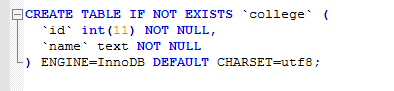 CREATE TABLE IF NOT EXISTS `college` (
`id` int(11) NOT NULL,
`name` text NOT NULL
) ENGINE=InnoDB DEFAULT CHARSET=utf8;